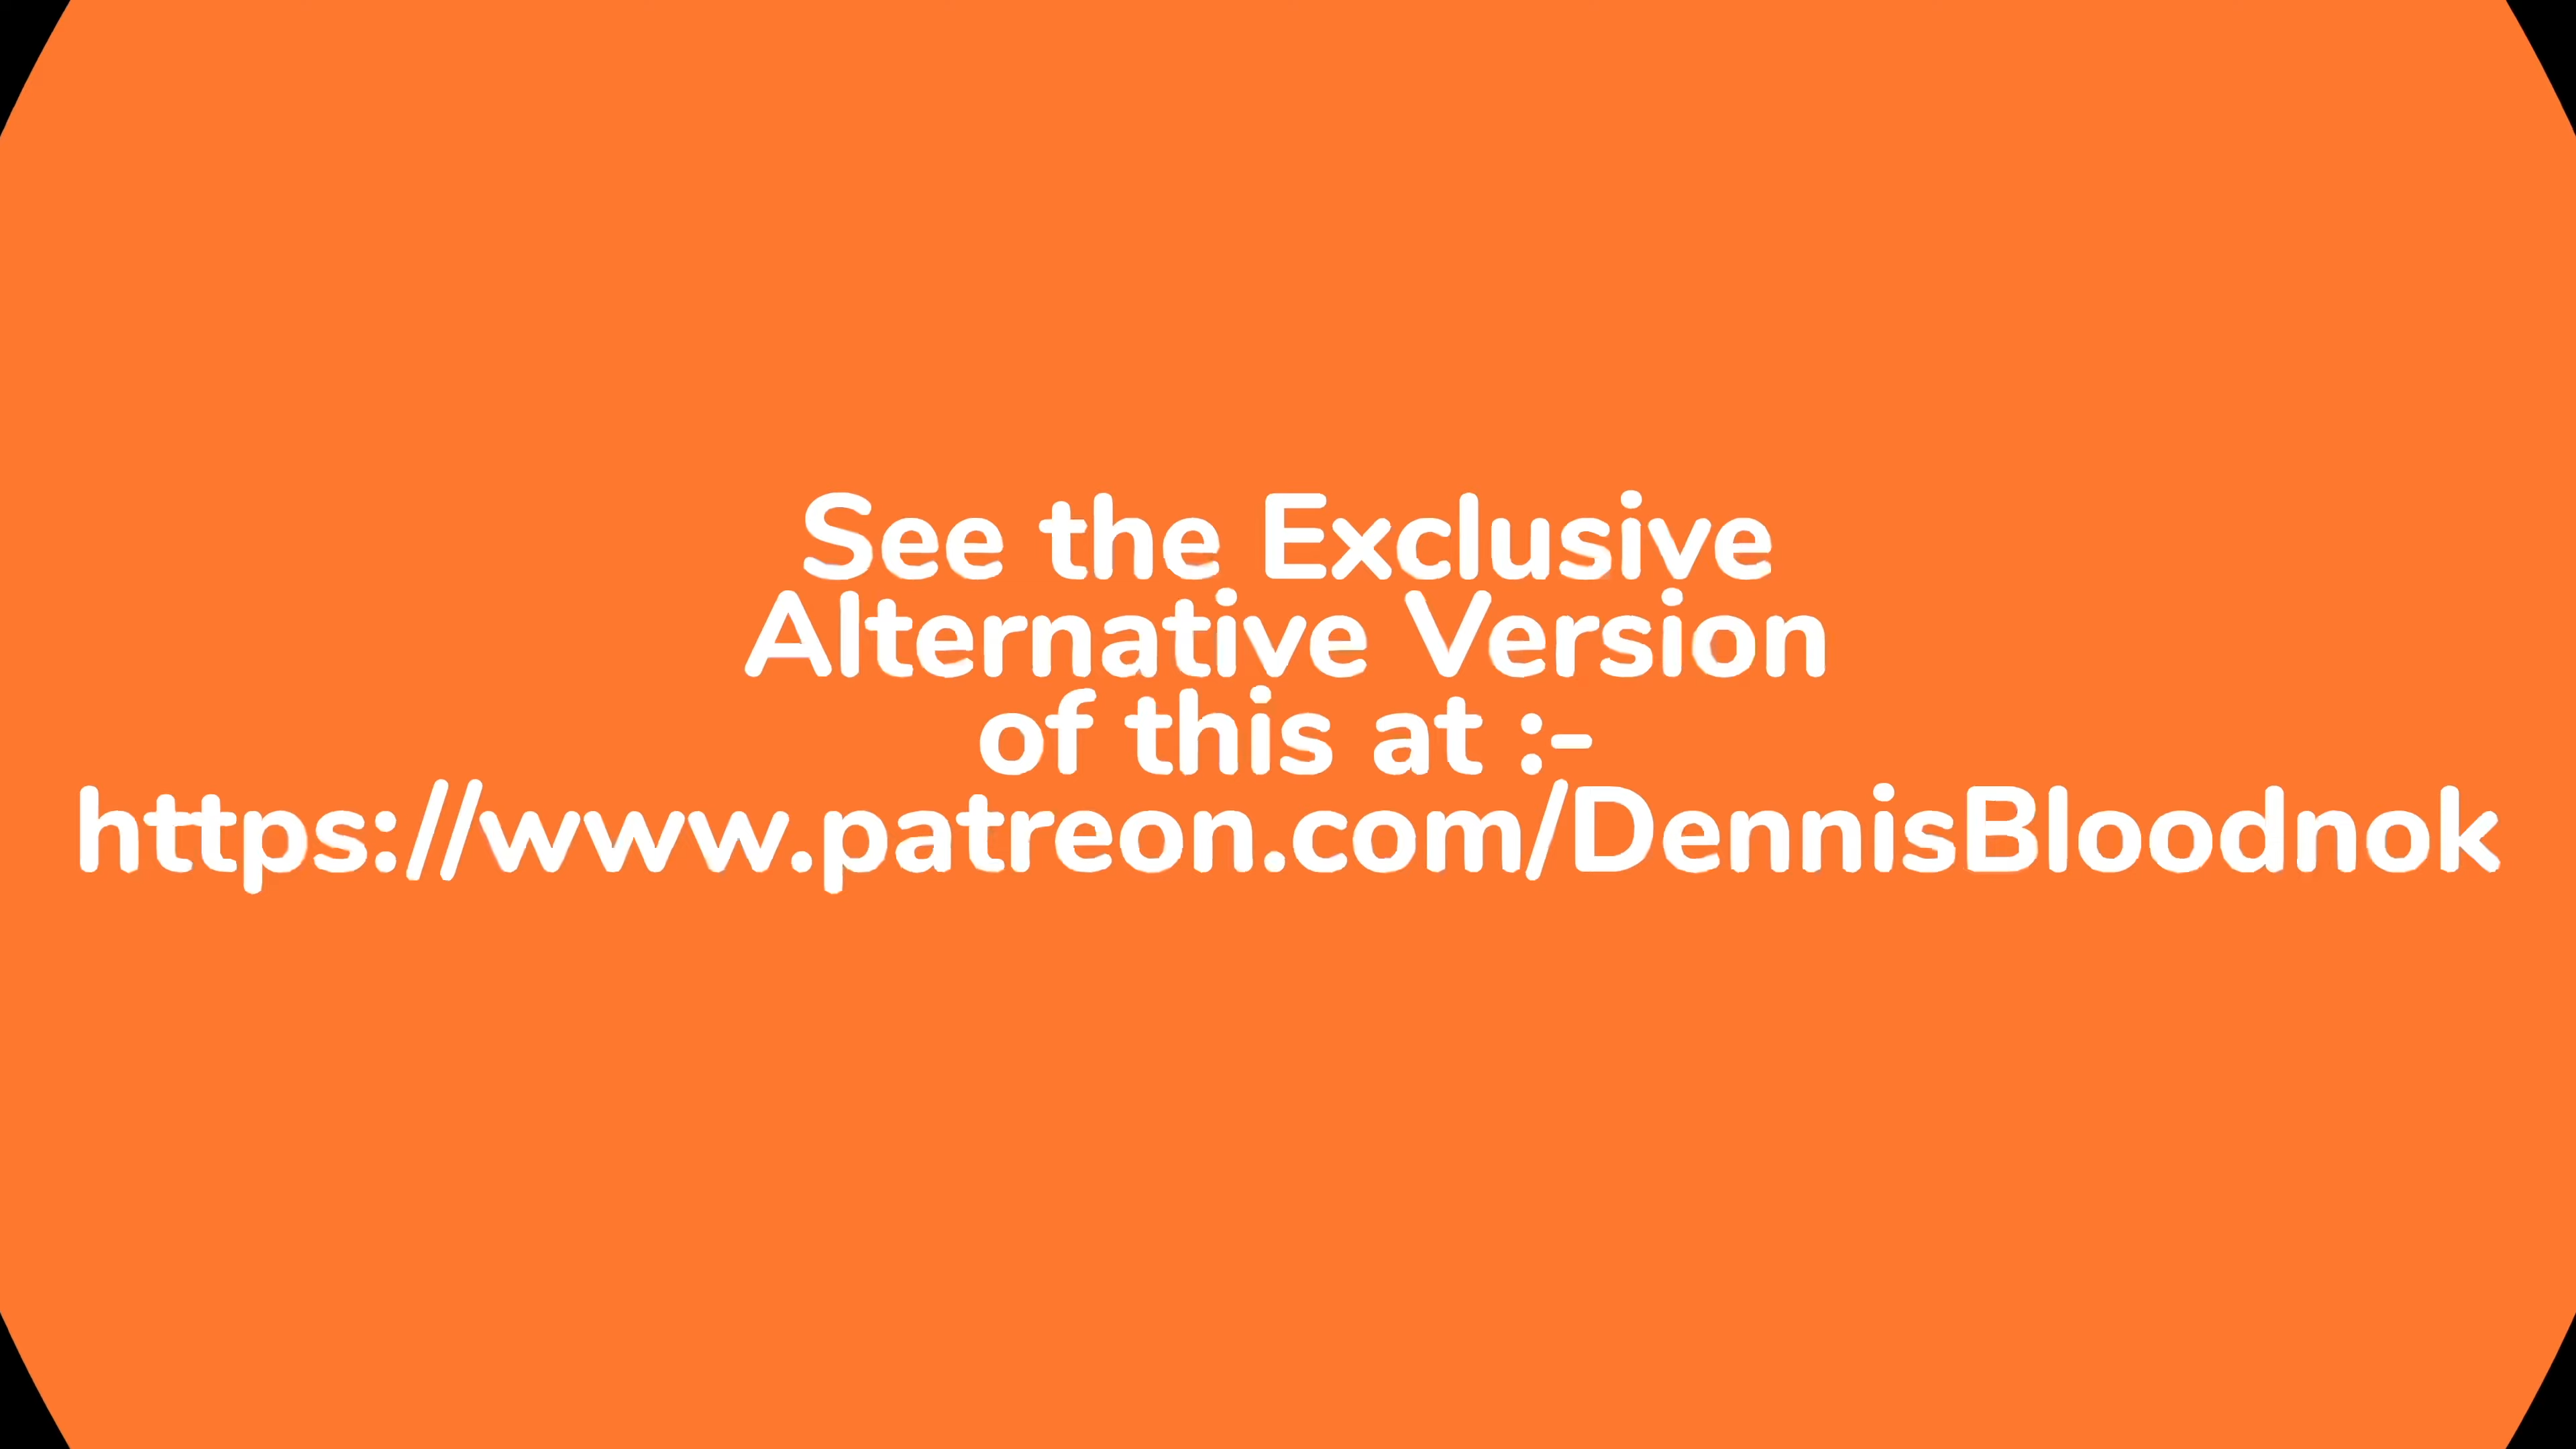 See the Exclusive
Alternative Version
of this at :-
https://www.patreon.com/DennisBloodnok